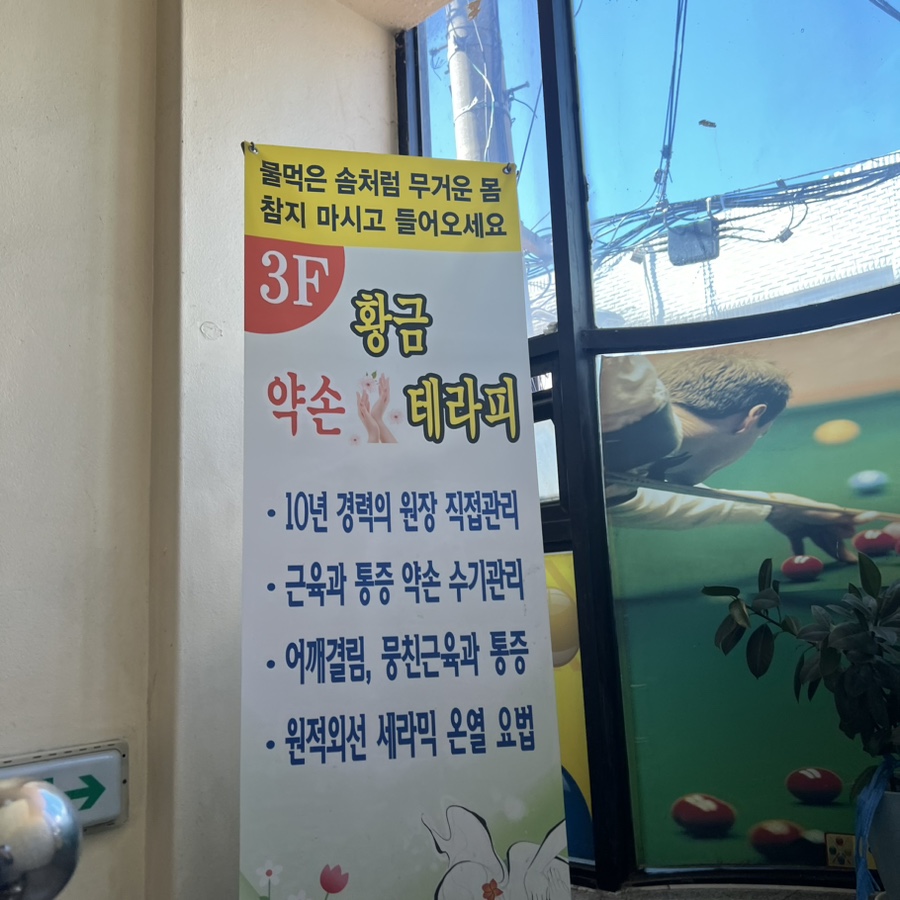 물먹은 솜처럼 무거운 몸
참지 마시고 들어오세요
3F
황금
약손 테라피
· 10년 경력의 원장 직접관리
· 근육과 통증 약손 수기관리
· 어깨결림, 뭉친근육과 통증
· 원적외선 세라믹 온열 요법